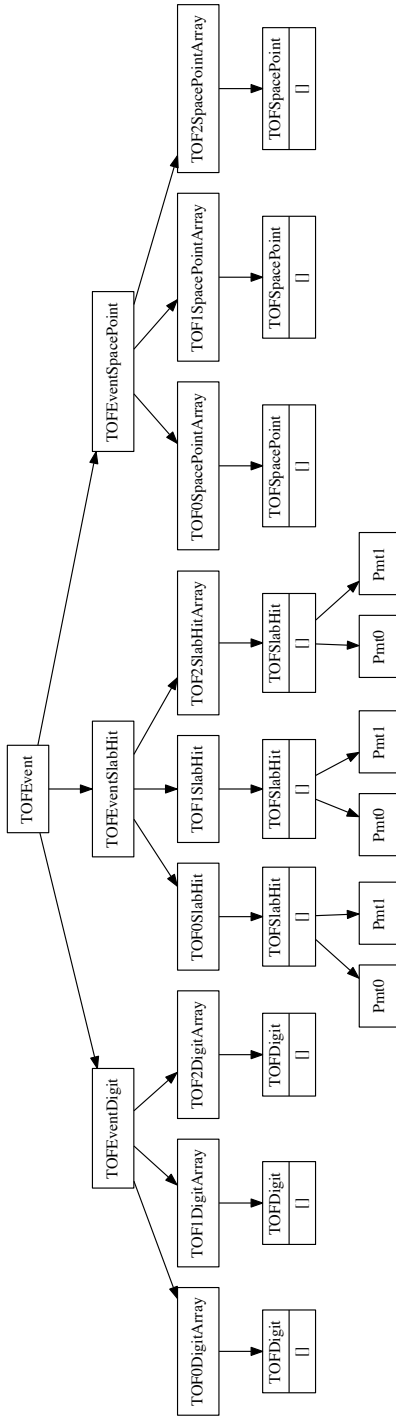 TOFEvent
TOFEventDigit
TOFEventSlabHit
TOFEventSpacePoint
TOF0DigitArray
TOF1DigitArray
TOF2DigitArray
TOF0SlabHit
TOF1SlabHit
TOF2SlabHitArray
TOF0SpacePointArray
TOF1SpacePointArray
TOF2SpacePointArray
TOFDigit
[]
TOFDigit
[]
TOFDigit
[]
TOFSlabHit
[]
TOFSlabHit
[]
TOFSlabHit
[]
TOFSpacePoint
[]
TOFSpacePoint
[]
TOFSpacePoint
[]
Pmt0
Pmt1
Pmt0
Pmt1
Pmt0
Pmt1